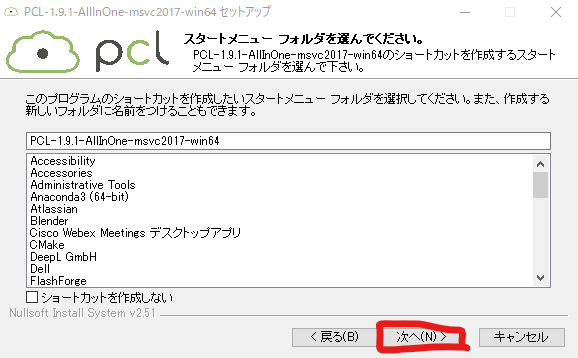 PCL-1.9.1-AllInOne-msvc2017-win64 セットアップ
pcl
スタートメニュー フォルダを選んでください。
PCL-1.9.1-AllInOne-msvc2017-win64のショートカットを作成するスタート
メニュー フォルダを選んで下さい。
このプログラムのショートカットを作成したいスタートメニュー フォルダを選択してください。また、作成する
新しいフォルダに名前をつけることもできます。
PCL-1.9.1-AllInOne-msvc2017-win64
Accessibility
Accessories
Administrative Tools
Anaconda3 (64-bit)
Atlassian
Blender
Cisco Webex Meetings デスクトップアプリ
CMake
DeepL GmbH
Dell
FlashForge
ショートカットを作成しない
Nullsoft Install System v2.51
< 戻る(B)
次へ(N) >
キャンセル